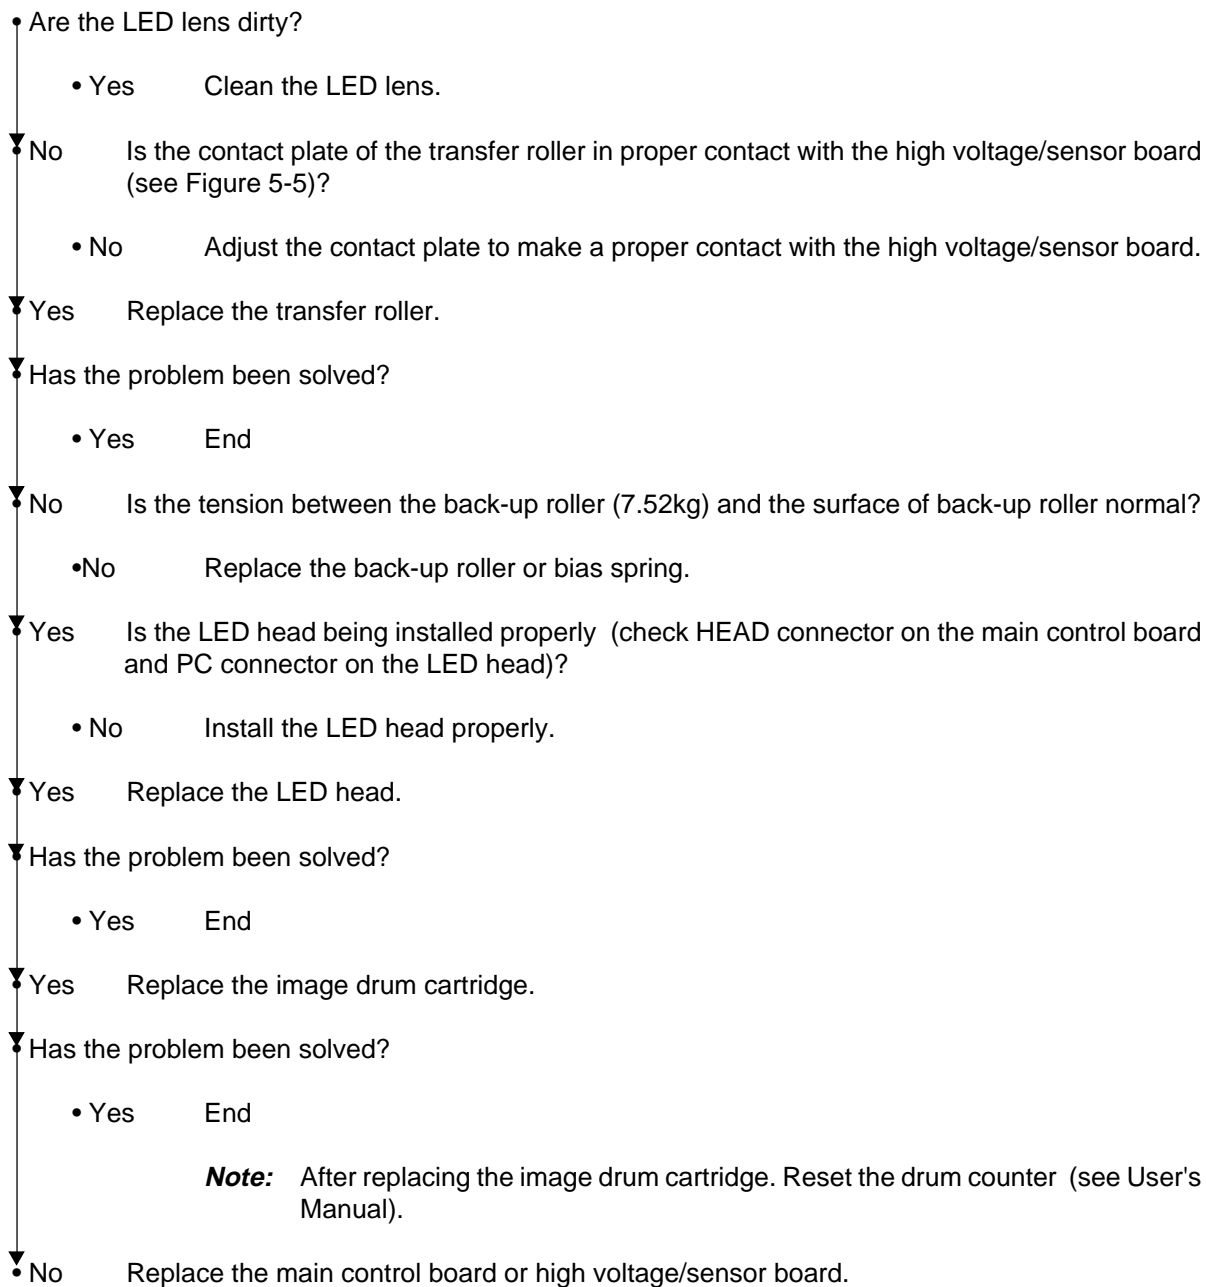 • Are the LED lens dirty?
• Yes Clean the LED lens.
• No Is the contact plate of the transfer roller in proper contact with the high voltage/sensor board
(see Figure 5-5)?
• No Adjust the contact plate to make a proper contact with the high voltage/sensor board.
• Yes Replace the transfer roller.
• Has the problem been solved?
• Yes End
• No Is the tension between the back-up roller (7.52kg) and the surface of back-up roller normal?
•No Replace the back-up roller or bias spring.
• Yes Is the LED head being installed properly (check HEAD connector on the main control board
and PC connector on the LED head)?
• No Install the LED head properly.
• Yes Replace the LED head.
• Has the problem been solved?
• Yes End
• Yes Replace the image drum cartridge.
• Has the problem been solved?
• Yes End
Note: After replacing the image drum cartridge. Reset the drum counter (see User's
Manual).
• No Replace the main control board or high voltage/sensor board.